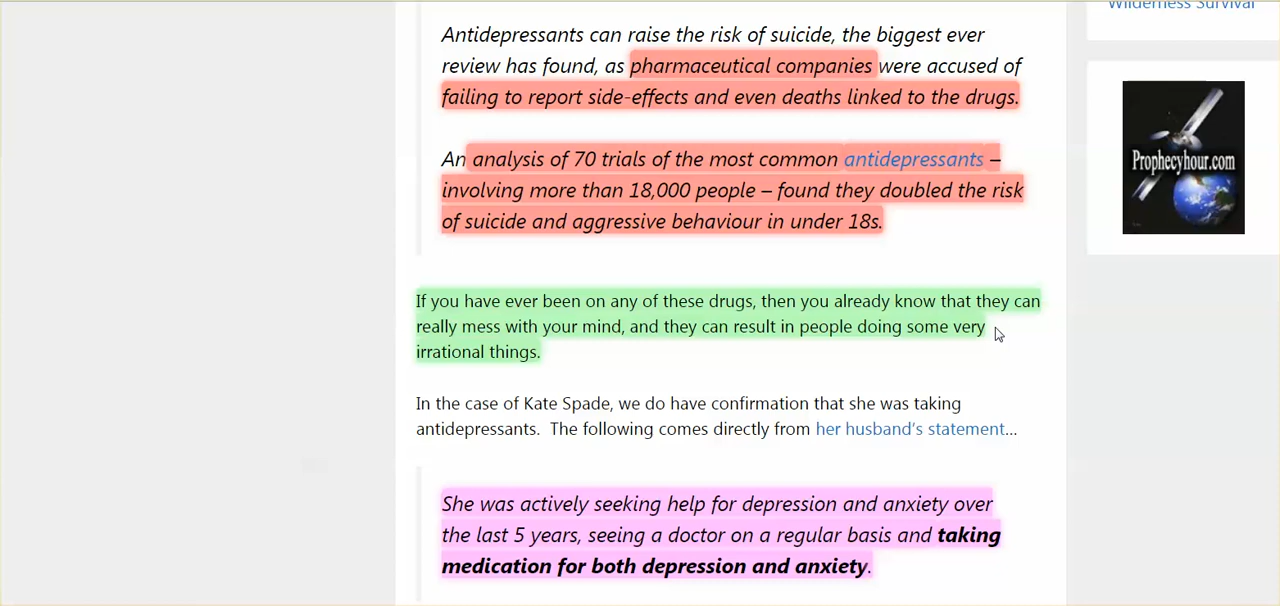 Wilderness Survival
Antidepressants can raise the risk of suicide, the biggest ever
review has found, as pharmaceutical companies were accused of
failing to report side-effects and even deaths linked to the drugs.
An analysis of 70 trials of the most common antidepressants –
involving more than 18,000 people – found they doubled the risk
of suicide and aggressive behaviour in under 18s.
Prophecyhour.com
If you have ever been on any of these drugs, then you already know that they can
really mess with your mind, and they can result in people doing some very
irrational things.
In the case of Kate Spade, we do have confirmation that she was taking
antidepressants.  The following comes directly from her husband's statement...
She was actively seeking help for depression and anxiety over
the last 5 years, seeing a doctor on a regular basis and taking
medication for both depression and anxiety.